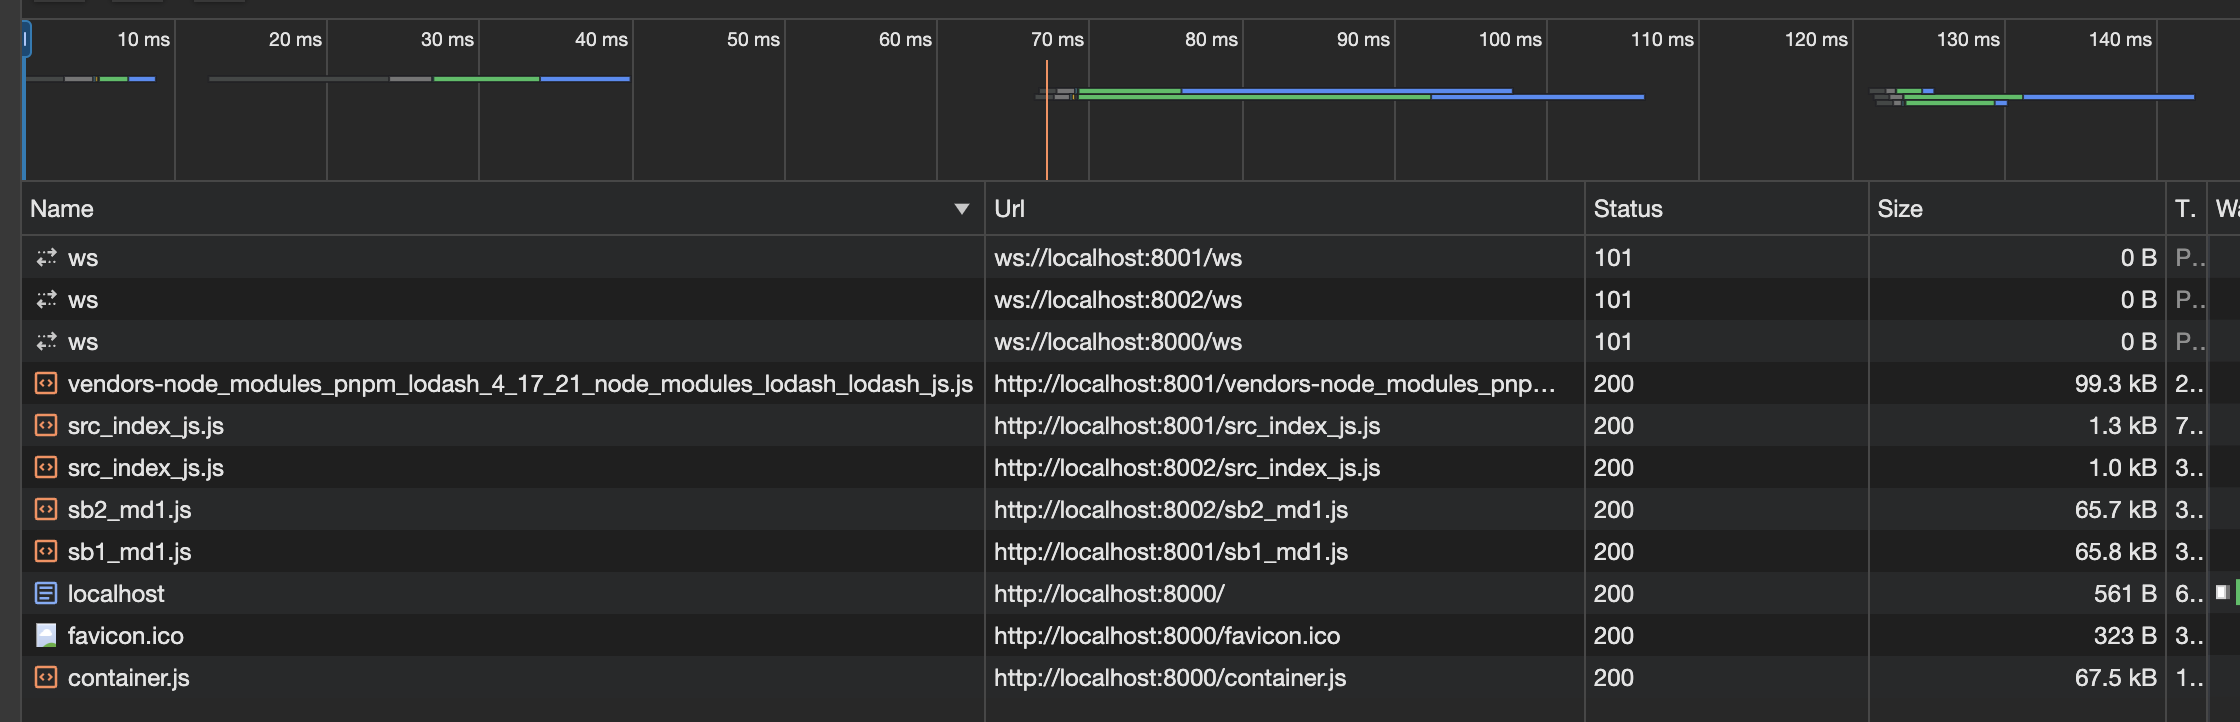 10 ms 20 ms 30 ms 40 ms 50 ms 60 ms 70 ms 80 ms 90 ms 100 ms 110 ms 120 ms 130 ms 140 ms
Name Url Status Size T. Wa
ws ws://localhost:8001/ws 101 0 B P..
ws ws://localhost:8002/ws 101 0 B P..
ws ws://localhost:8000/ws 101 0 B P..
vendors-node_modules_pnpm_lodash_4_17_21_node_modules_lodash_lodash_js.js http://localhost:8001/vendors-node_modules_pnp... 200 99.3 kB 2..
src_index_js.js http://localhost:8001/src_index_js.js 200 1.3 kB 7..
src_index_js.js http://localhost:8002/src_index_js.js 200 1.0 kB 3..
sb2_md1.js http://localhost:8002/sb2_md1.js 200 65.7 kB 3..
sb1_md1.js http://localhost:8001/sb1_md1.js 200 65.8 kB 3..
localhost http://localhost:8000/ 200 561 B 6..
favicon.ico http://localhost:8000/favicon.ico 200 323 B 3..
container.js http://localhost:8000/container.js 200 67.5 kB 1..